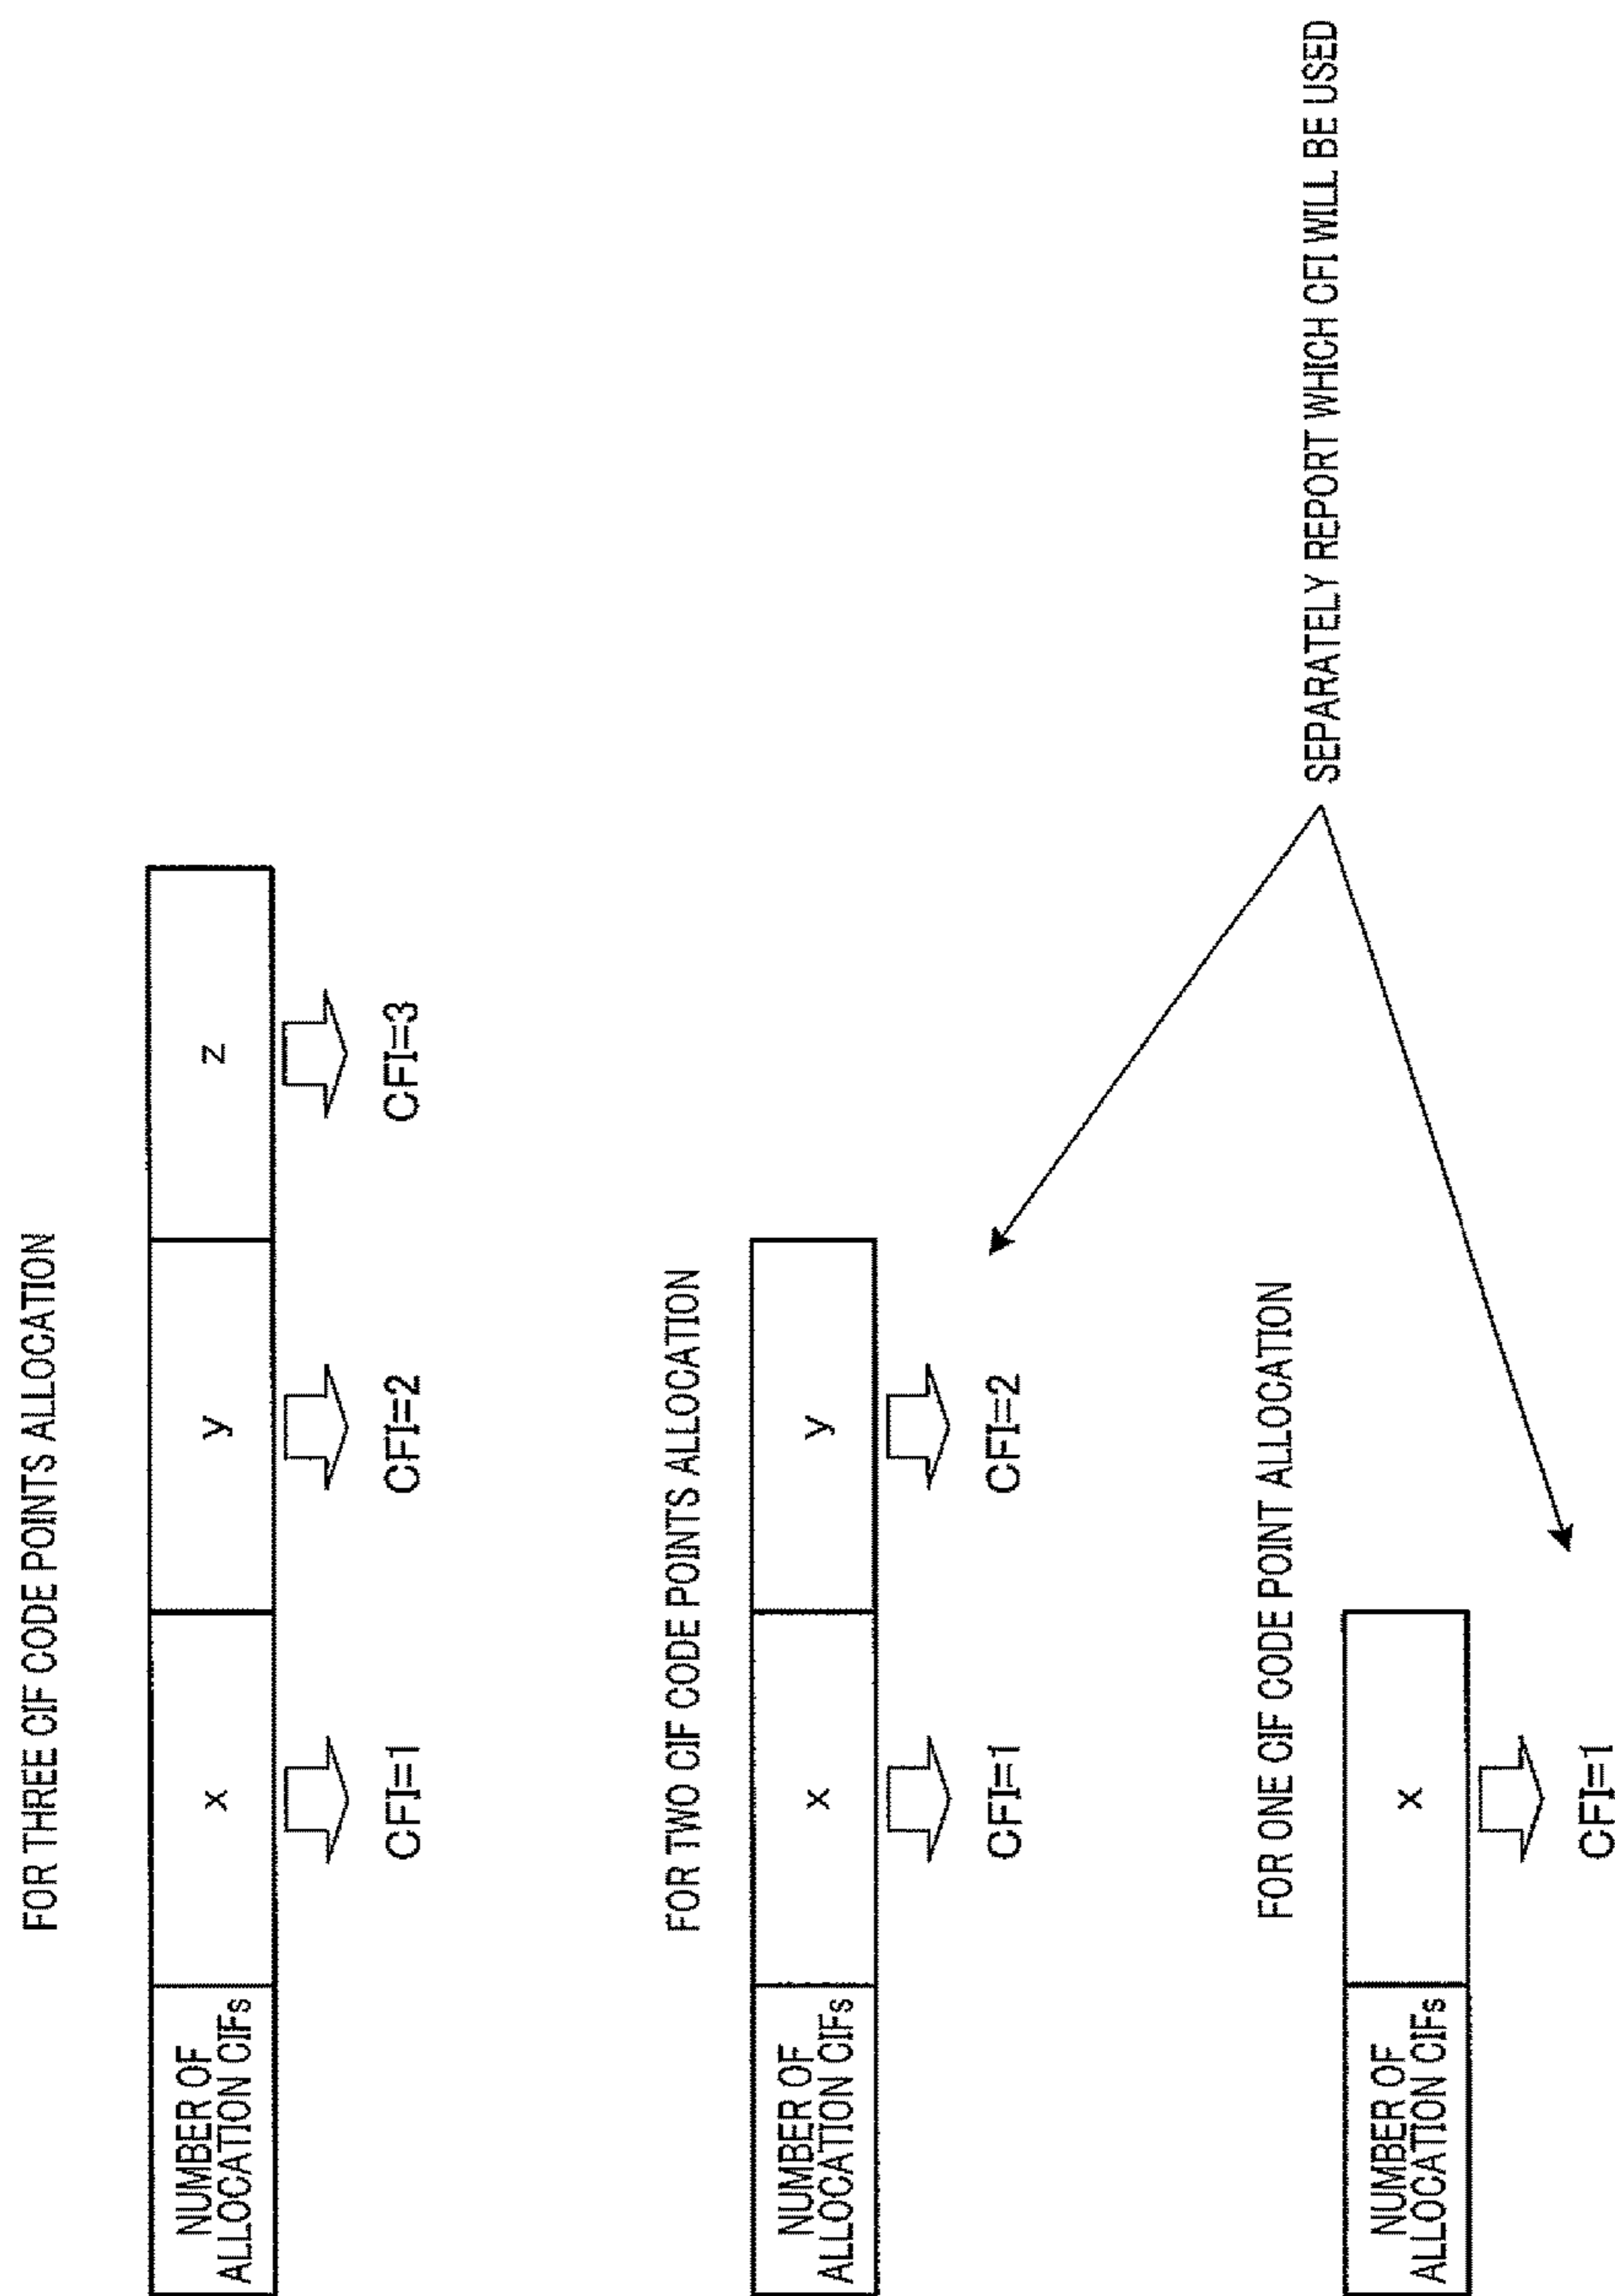 FOR THREE CIF CODE POINTS ALLOCATION
NUMBER OF
ALLOCATION CIFs
x
y
z
CFI=1
CFI=2
CFI=3
FOR TWO CIF CODE POINTS ALLOCATION
NUMBER OF
ALLOCATION CIFs
x
y
CFI=1
CFI=2
SEPARATELY REPORT WHICH CFI WILL BE USED
FOR ONE CIF CODE POINT ALLOCATION
NUMBER OF
ALLOCATION CIFs
x
CFI=1